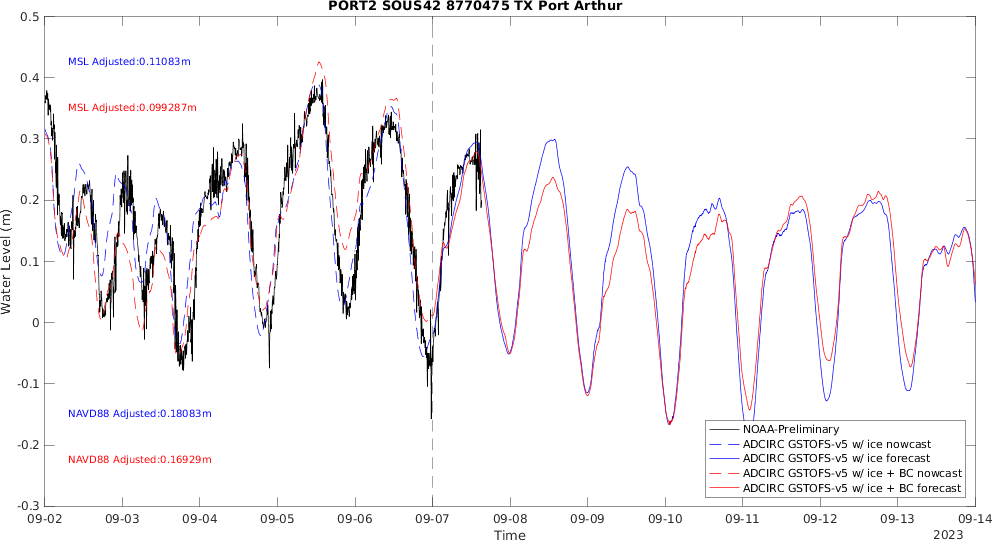 PORT2 SOUS42 8770475 TX Port Arthur
0.5
0.4
0.3
0.2
0.1
0
-0.1
-0.2
-0.3
Water Level (m)
MSL Adjusted:0.11083m
MSL Adjusted:0.099287m
NAVD88 Adjusted:0.18083m
NAVD88 Adjusted:0.16929m
NOAA-Preliminary
ADCIRC GSTOFS-v5 w/ ice nowcast
ADCIRC GSTOFS-v5 w/ ice forecast
ADCIRC GSTOFS-v5 w/ ice + BC nowcast
ADCIRC GSTOFS-v5 w/ ice + BC forecast
09-02 09-03 09-04 09-05 09-06 09-07 09-08 09-09 09-10 09-11 09-12 09-13 09-14
Time
2023